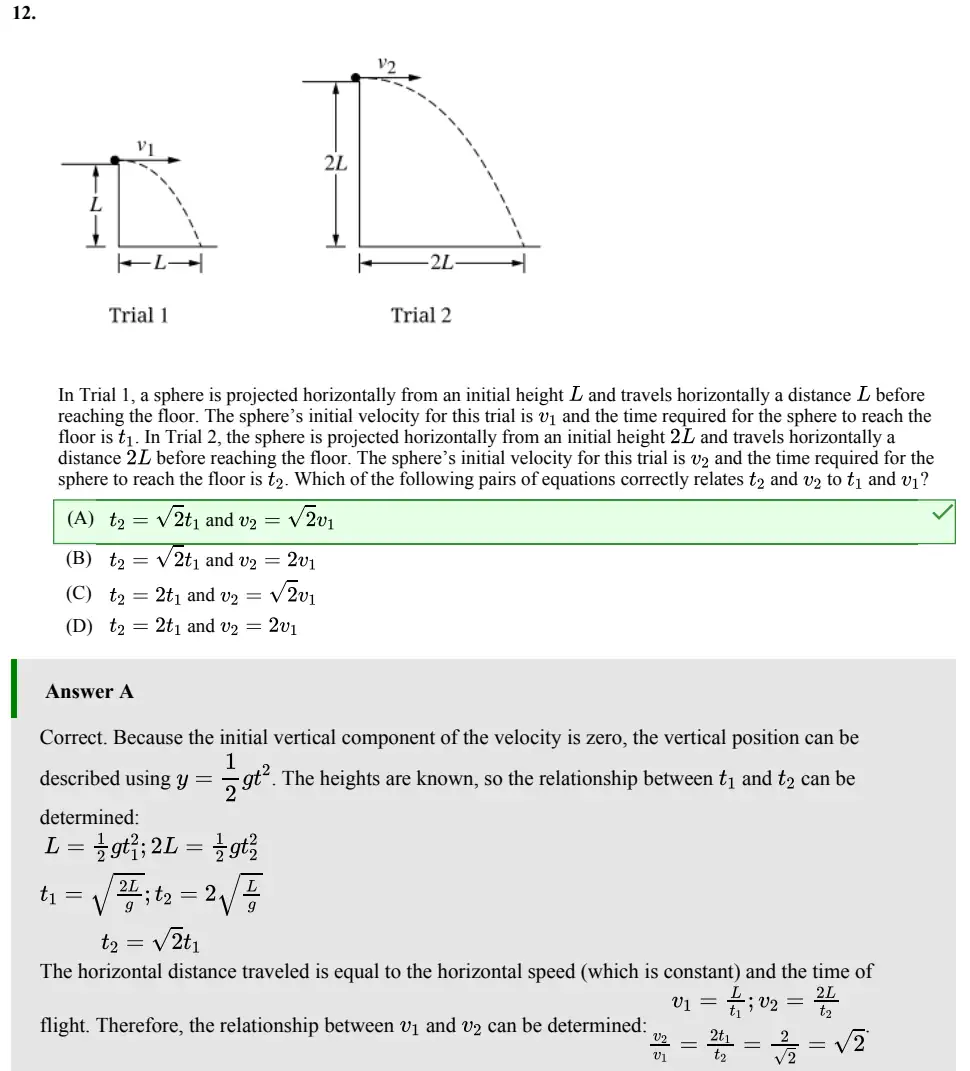 12.
v₂
v₁
2L
L
L
2L
Trial 1
Trial 2
In Trial 1, a sphere is projected horizontally from an initial height L and travels horizontally a distance L before
reaching the floor. The sphere's initial velocity for this trial is v₁ and the time required for the sphere to reach the
floor is t₁. In Trial 2, the sphere is projected horizontally from an initial height 2L and travels horizontally a
distance 2L before reaching the floor. The sphere's initial velocity for this trial is v₂ and the time required for the
sphere to reach the floor is t₂. Which of the following pairs of equations correctly relates t₂ and v₂ to t₁ and v₁?
(A) t₂ = √2t₁ and v₂ = √2v₁
(B) t₂ = √2t₁ and v₂ = 2v₁
(C) t₂ = 2t₁ and v₂ = √2v₁
(D) t₂ = 2t₁ and v₂ = 2v₁
Answer A
Correct. Because the initial vertical component of the velocity is zero, the vertical position can be
described using y = 1/2 gt². The heights are known, so the relationship between t₁ and t₂ can be
determined:
L = 1/2 gt₁²; 2L = 1/2 gt₂²
t₁ = √(2L/g); t₂ = 2√(L/g)
t₂ = √2t₁
The horizontal distance traveled is equal to the horizontal speed (which is constant) and the time of
flight. Therefore, the relationship between v₁ and v₂ can be determined:
v₁ = L/t₁; v₂ = 2L/t₂
v₂/v₁ = 2t₁/t₂ = 2/√2 = √2.